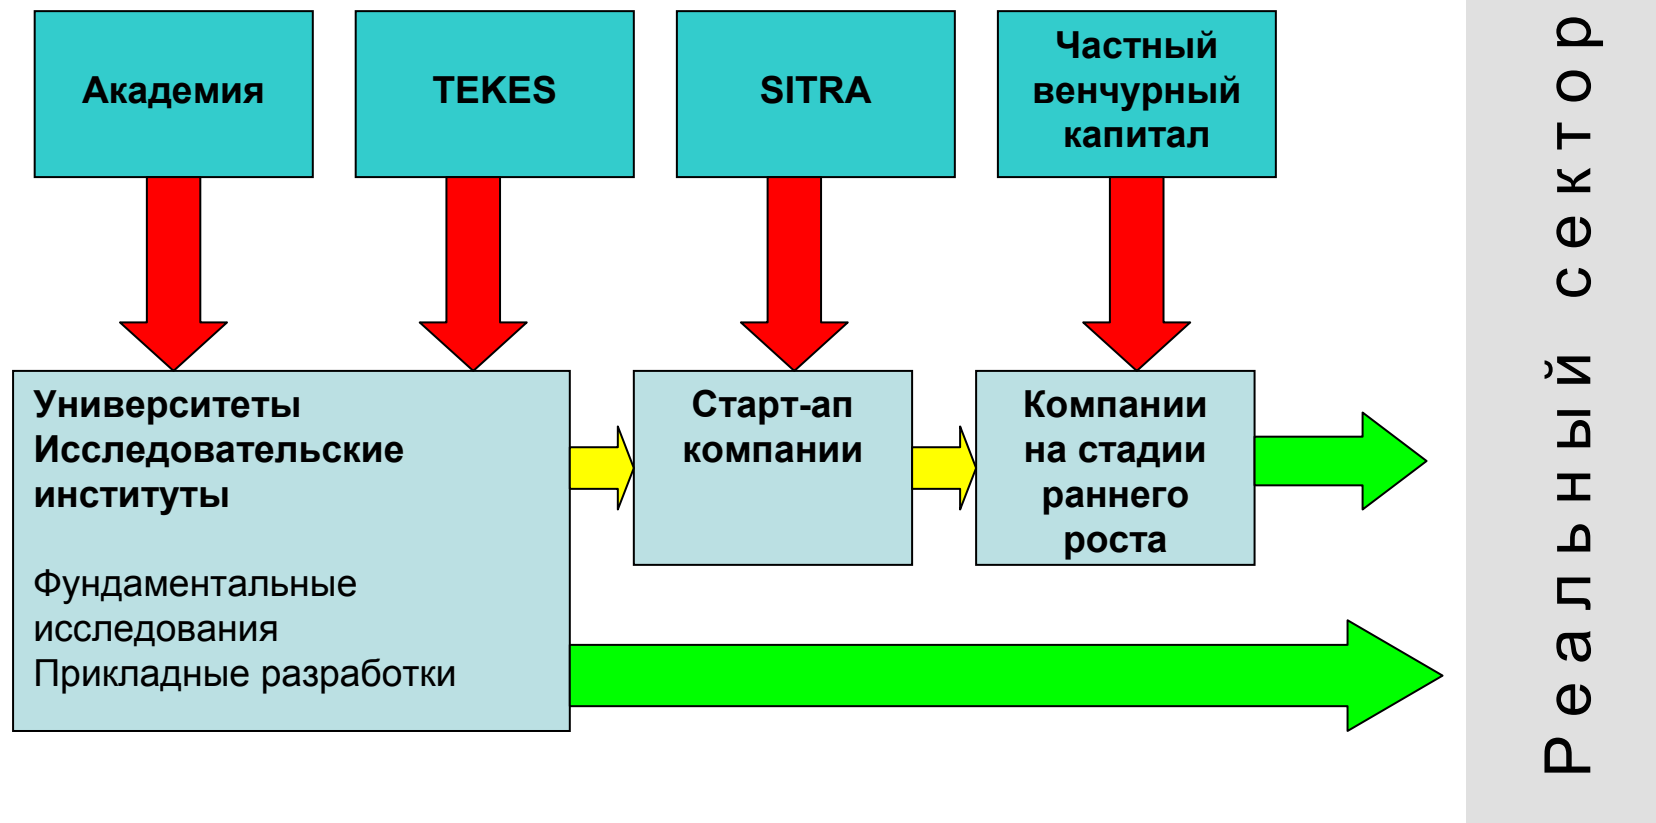 Академия
TEKES
SITRA
Частный
венчурный
капитал
Университеты
Исследовательские
институты
Фундаментальные
исследования
Прикладные разработки
Старт-ап
компании
Компании
на стадии
раннего
роста
Реальный сектор